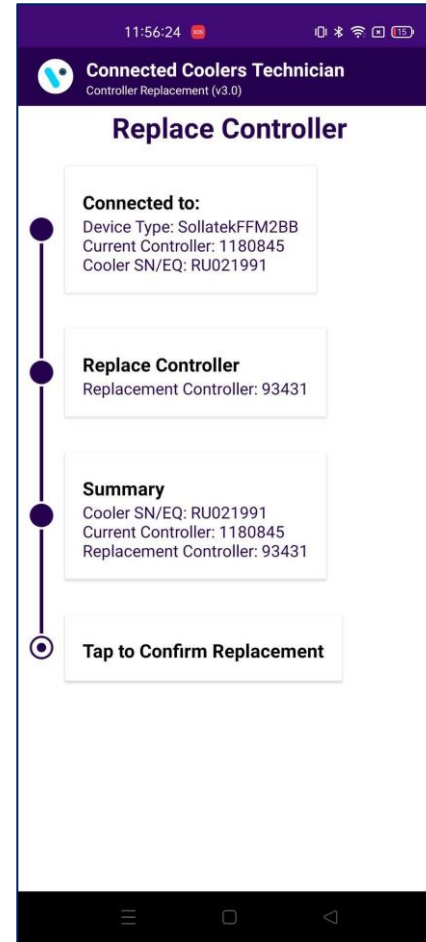 11:56:24
SOS
15
Connected Coolers Technician
Controller Replacement (v3.0)
Replace Controller
Connected to:
Device Type: SollatekFFM2BB
Current Controller: 1180845
Cooler SN/EQ: RU021991
Replace Controller
Replacement Controller: 93431
Summary
Cooler SN/EQ: RU021991
Current Controller: 1180845
Replacement Controller: 93431
Tap to Confirm Replacement